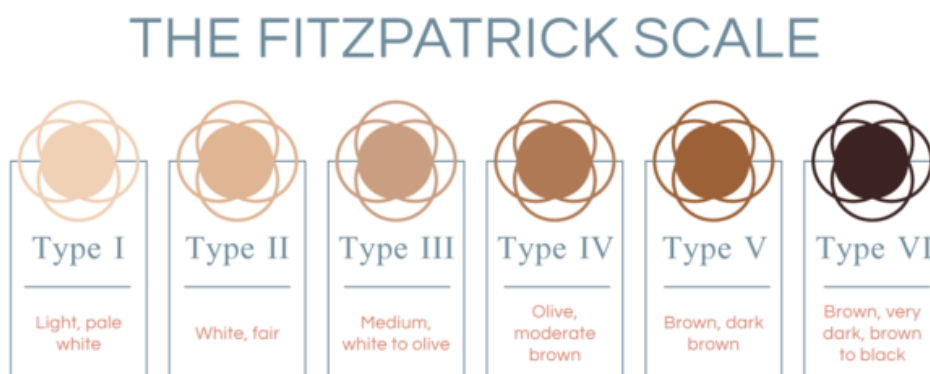 THE FITZPATRICK SCALE
Type I
Light, pale
white
Type II
White, fair
Type III
Medium,
white to olive
Type IV
Olive,
moderate
brown
Type V
Brown, dark
brown
Type VI
Brown, very
dark, brown
to black